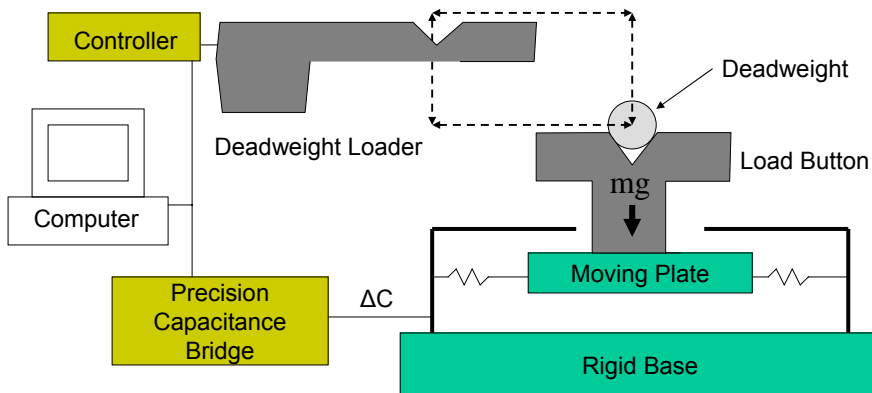 Controller
Deadweight
Deadweight Loader
Load Button
mg
Computer
Moving Plate
Precision
Capacitance
Bridge
ΔC
Rigid Base